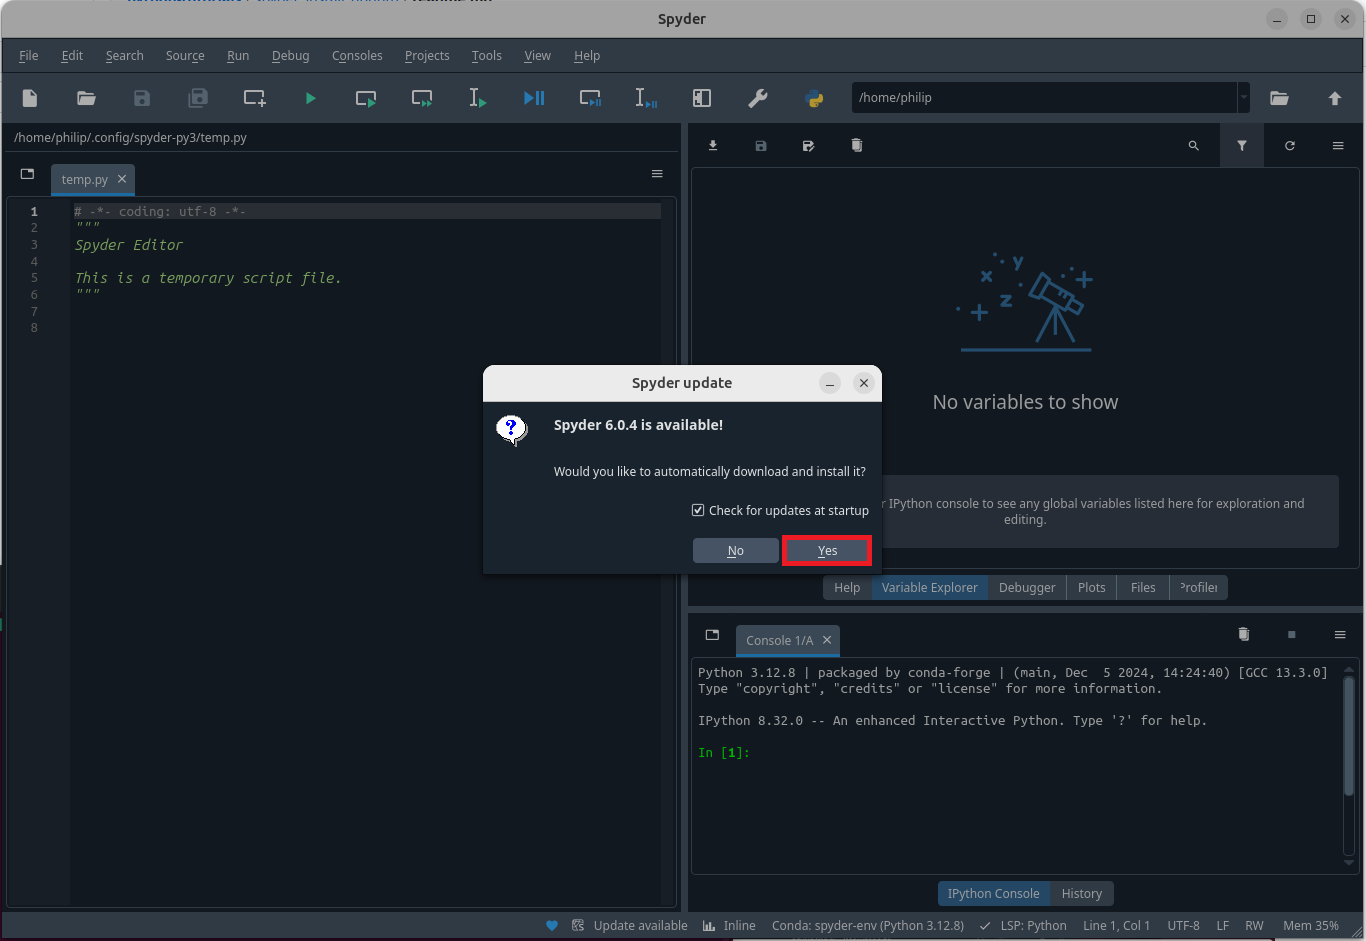 Spyder
File Edit Search Source Run Debug Consoles Projects Tools View Help
/home/philip
/home/philip/.config/spyder-py3/temp.py
temp.py
1 # -*- coding: utf-8 -*-
2 """
3 Spyder Editor
4
5 This is a temporary script file.
6 """
7
8
x y z
No variables to show
IPython console to see any global variables listed here for exploration and
editing.
Spyder update
Spyder 6.0.4 is available!
Would you like to automatically download and install it?
Check for updates at startup
No Yes
Help Variable Explorer Debugger Plots Files Profiler
Console 1/A
Python 3.12.8 | packaged by conda-forge | (main, Dec  5 2024, 14:24:40) [GCC 13.3.0]
Type "copyright", "credits" or "license" for more information.
IPython 8.32.0 -- An enhanced Interactive Python. Type '?' for help.
In [1]:
IPython Console History
Update available Inline Conda: spyder-env (Python 3.12.8) LSP: Python Line 1, Col 1 UTF-8 LF RW Mem 35%